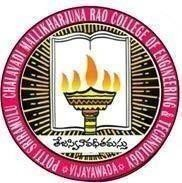 POTTI SRIRAMULU CHALAVADI MALLIKHARJUNA RAO COLLEGE OF ENGINEERING & TECHNOLOGY
తేజస్వినావధీతమస్తు
VIJAYAWADA